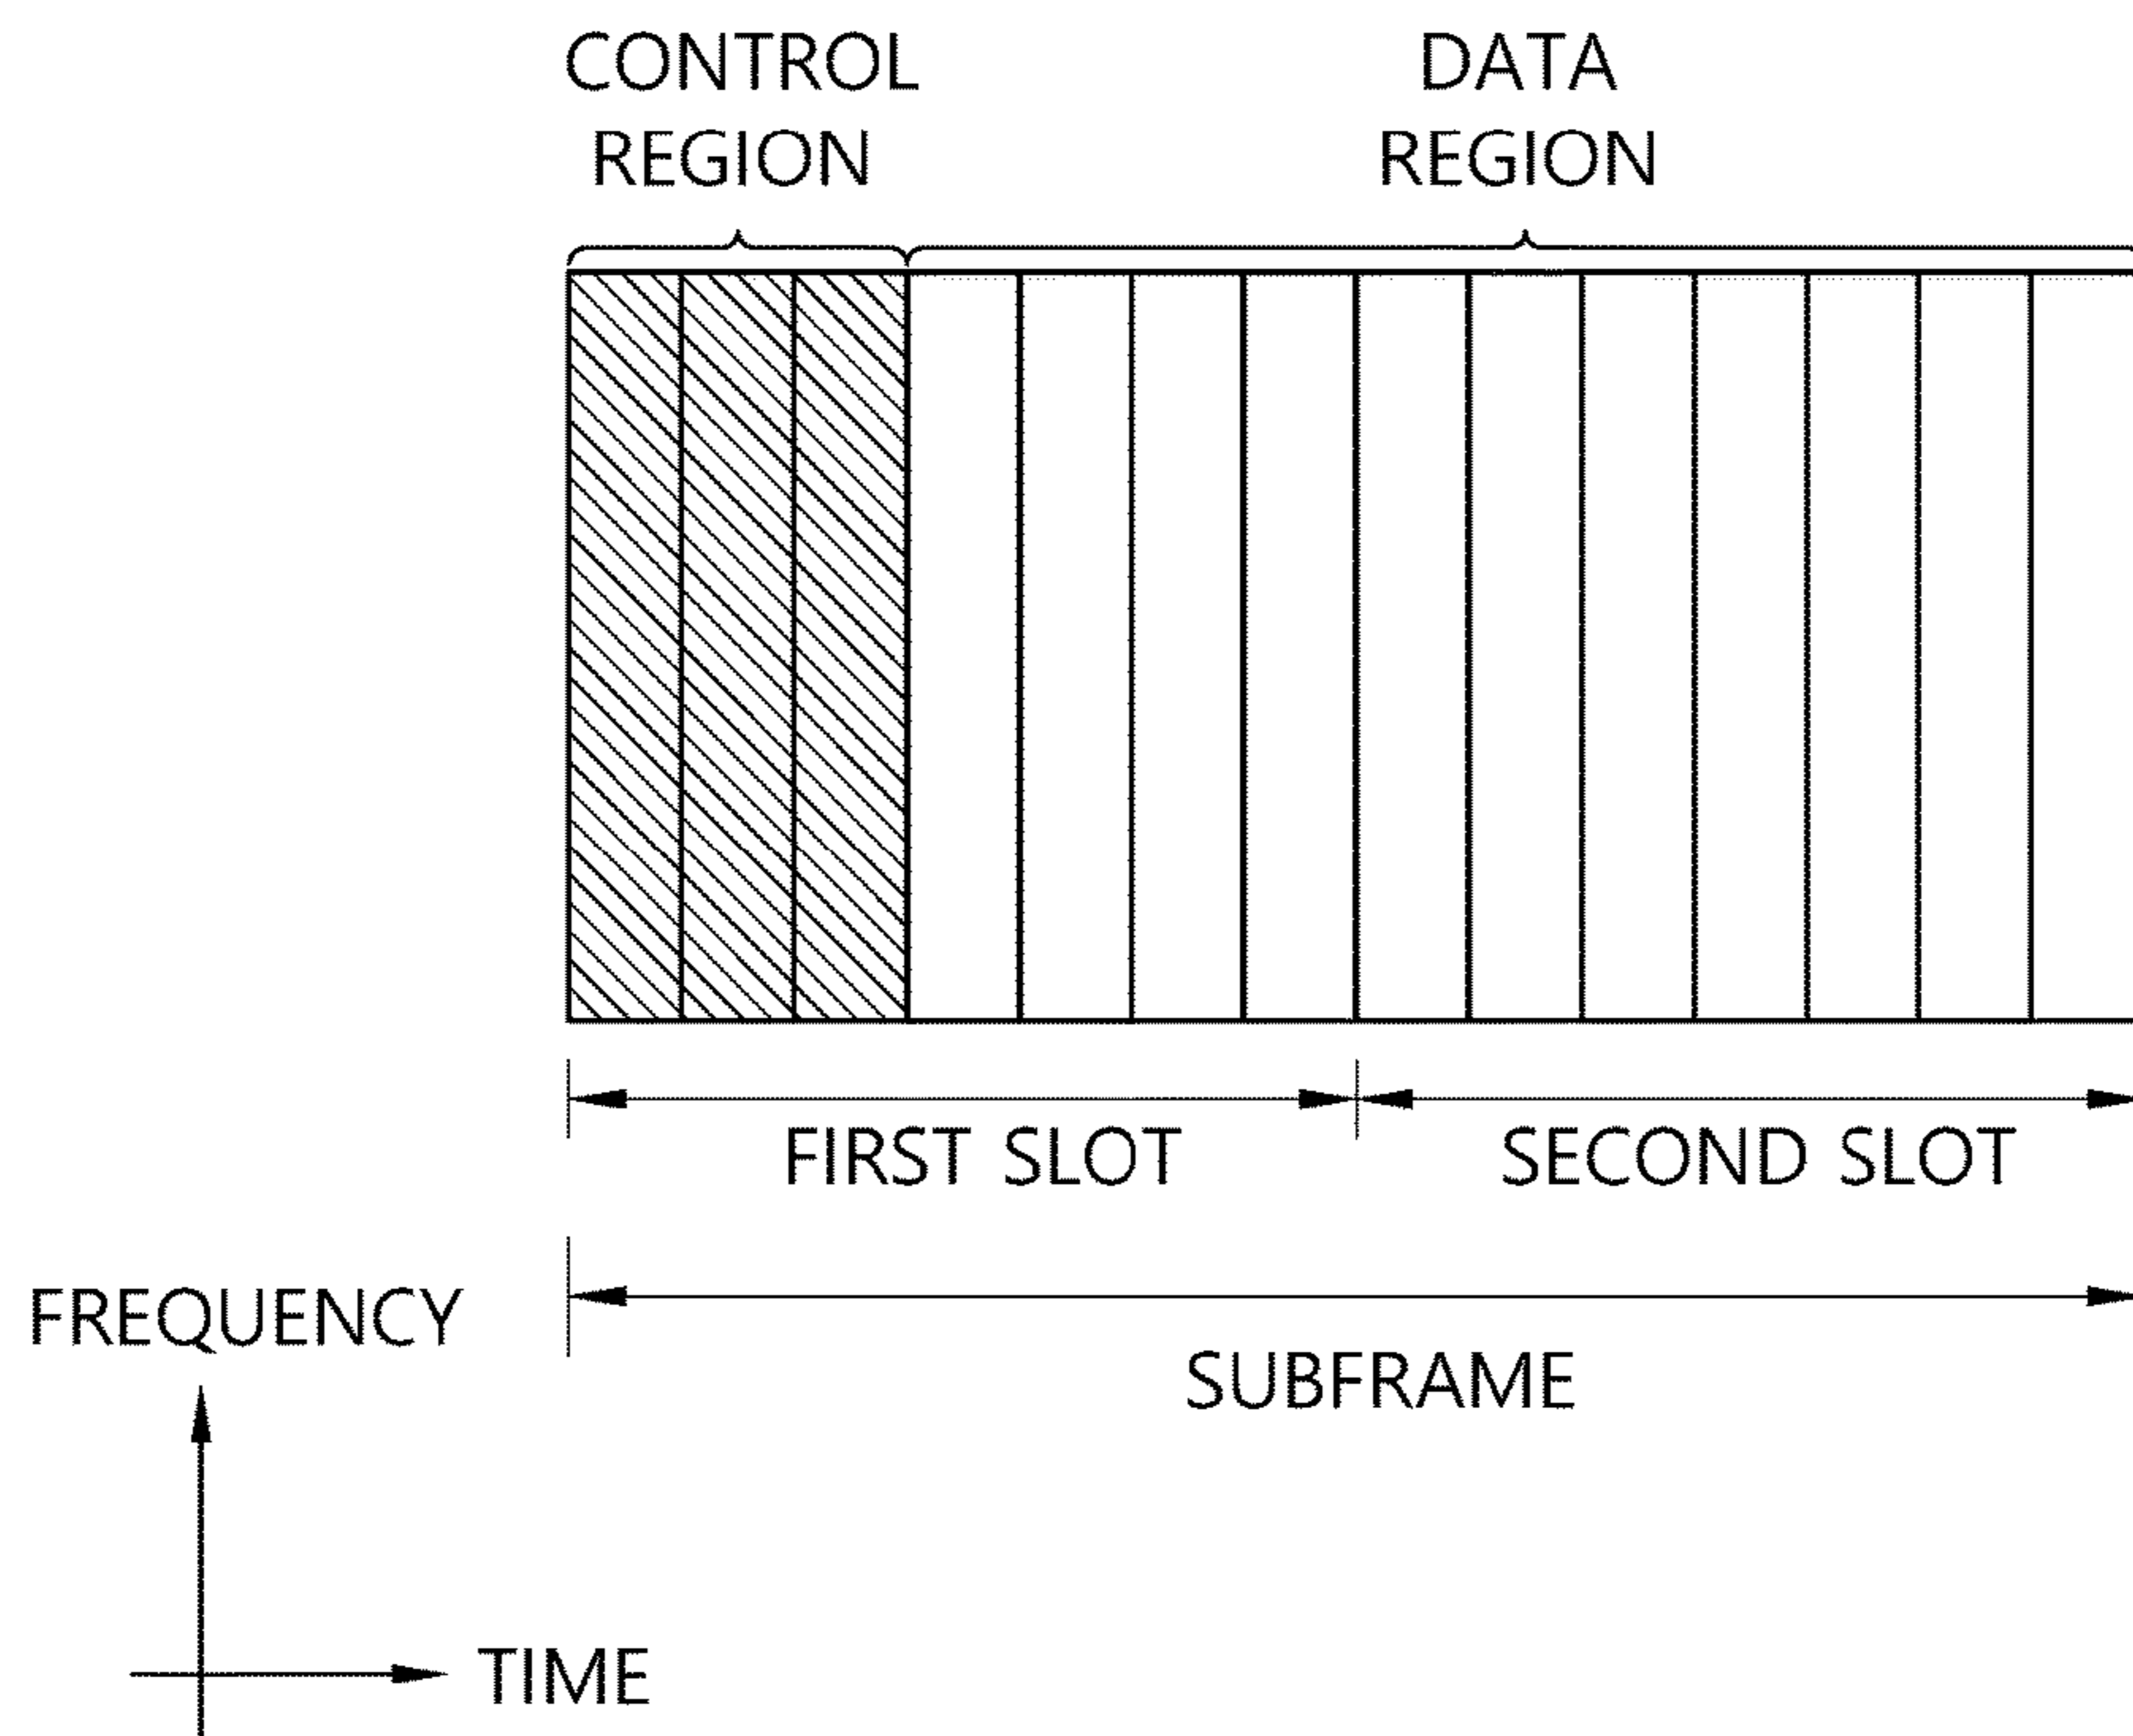 CONTROL
REGION
DATA
REGION
FIRST SLOT
SECOND SLOT
SUBFRAME
FREQUENCY
TIME